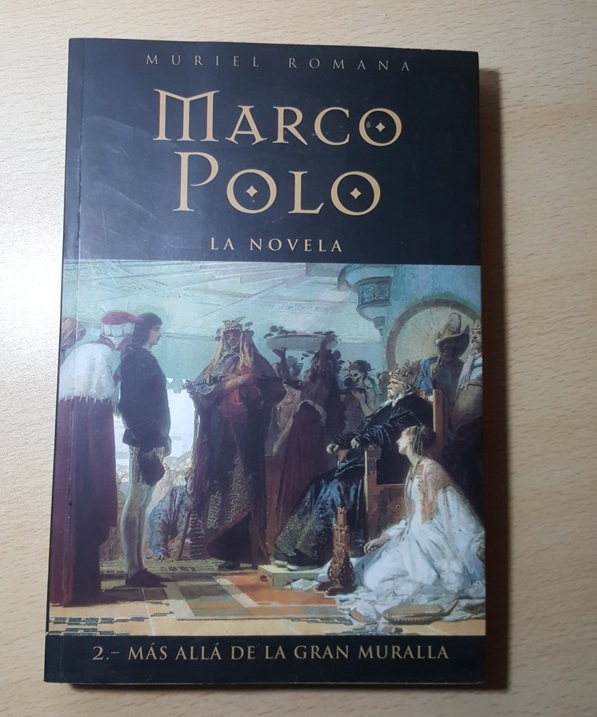 MURIEL ROMANA
MARCO
POLO
LA NOVELA
2.- MÁS ALLÁ DE LA GRAN MURALLA